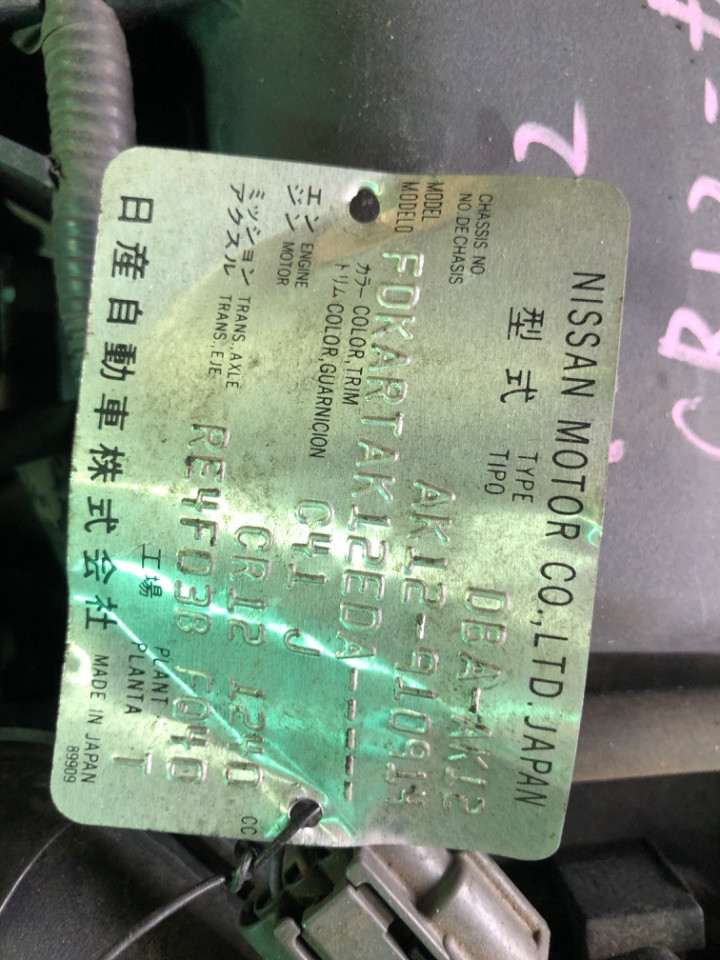 NISSAN MOTOR CO.,LTD. JAPAN
型式 TYPE TIPO DBA-AK12
CHASSIS NO. NO. DE CHASIS AK12-910914
MODEL MODELO FDKARTAK12EDA-----
カラー COLOR,TRIM
トリム COLOR,GUARNICION C41 J
エンジン ENGINE MOTOR CR12 1240 CC
ミッション TRANS.,AXLE
アクスル TRANS.,EJE RE4F03B F040
工場 PLANT PLANTA T
日産自動車株式会社 MADE IN JAPAN
89909
2
CR12